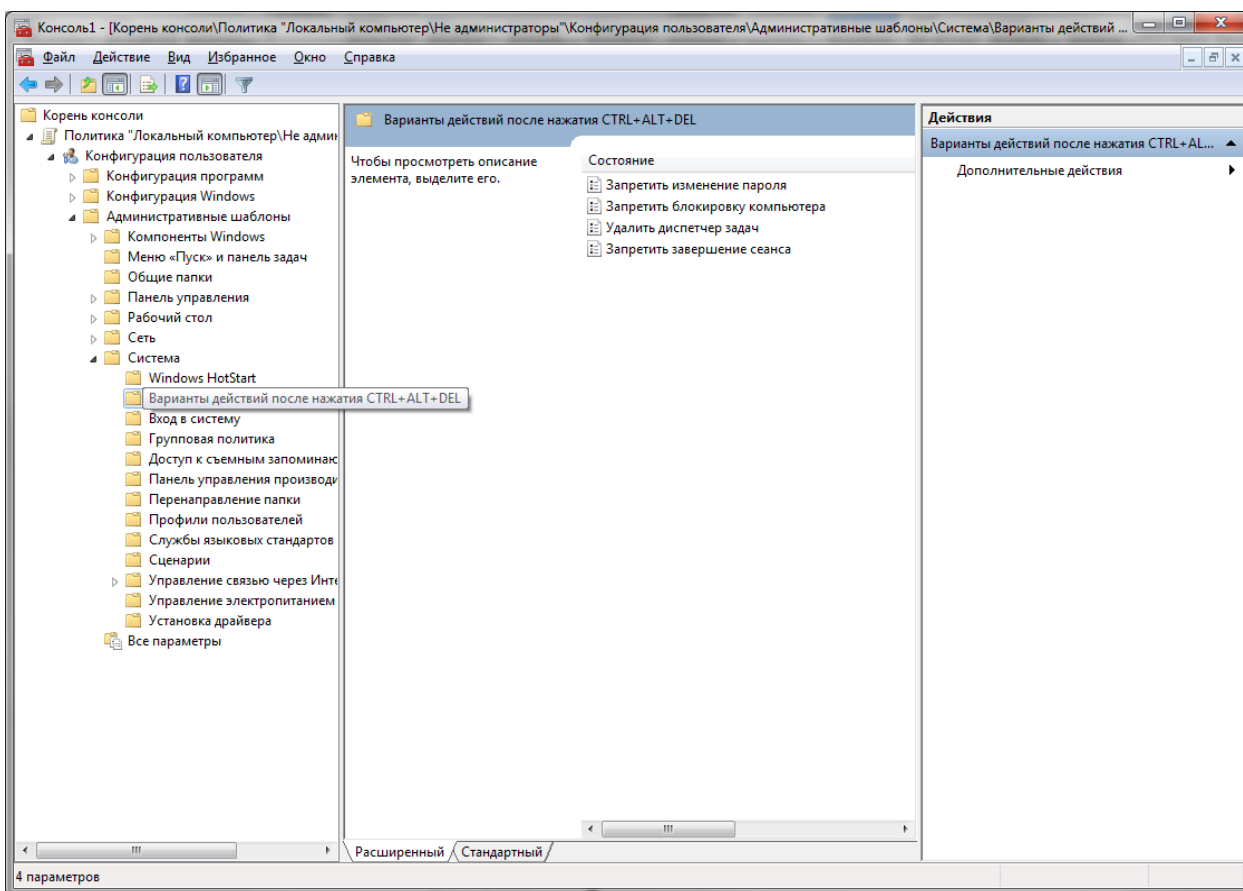 Консоль1 - [Корень консоли\Политика "Локальный компьютер\Не администраторы"\Конфигурация пользователя\Административные шаблоны\Система\Варианты действий ...
Файл Действие Вид Избранное Окно Справка
Корень консоли
Политика "Локальный компьютер\Не админ
Конфигурация пользователя
Конфигурация программ
Конфигурация Windows
Административные шаблоны
Компоненты Windows
Меню «Пуск» и панель задач
Общие папки
Панель управления
Рабочий стол
Сеть
Система
Windows HotStart
Варианты действий после нажатия CTRL+ALT+DEL
Вход в систему
Групповая политика
Доступ к съемным запоминаю
Панель управления производи
Перенаправление папки
Профили пользователей
Службы языковых стандартов
Сценарии
Управление связью через Инте
Управление электропитанием
Установка драйвера
Все параметры
Варианты действий после нажатия CTRL+ALT+DEL
Чтобы просмотреть описание
элемента, выделите его.
Состояние
Запретить изменение пароля
Запретить блокировку компьютера
Удалить диспетчер задач
Запретить завершение сеанса
Расширенный Стандартный
Действия
Варианты действий после нажатия CTRL+AL...
Дополнительные действия
4 параметров